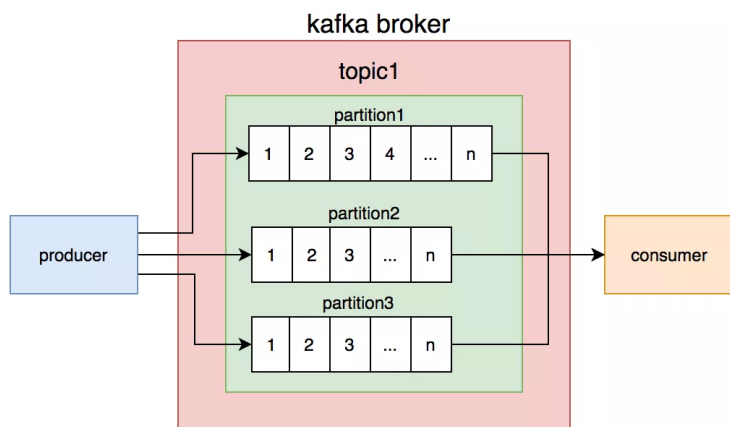 kafka broker
topic1
partition1
1 2 3 4 ... n
partition2
producer
1 2 3 ... n
consumer
partition3
1 2 3 ... n